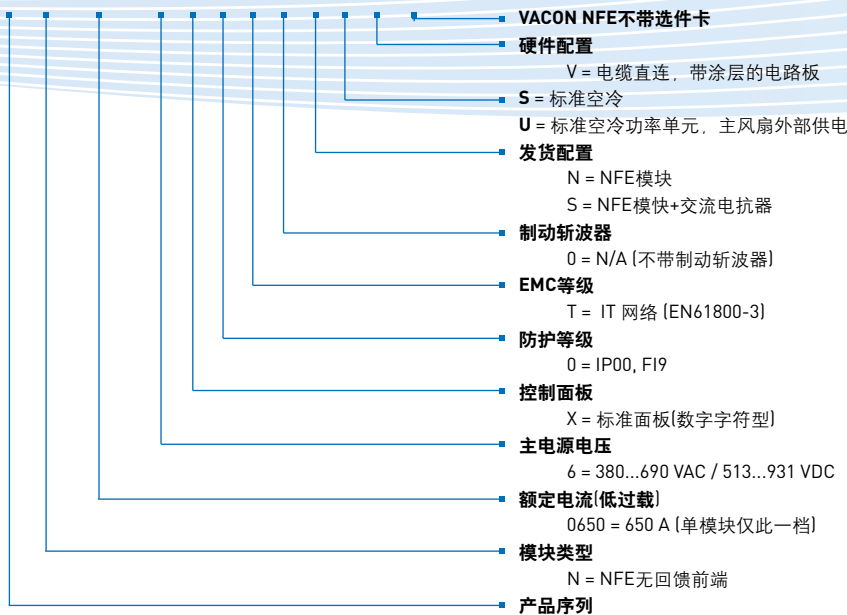 VACON NFE不带选件卡
硬件配置
V = 电缆直连，带涂层的电路板
S = 标准空冷
U = 标准空冷功率单元，主风扇外部供电
发货配置
N = NFE模块
S = NFE模快+交流电抗器
制动斩波器
0 = N/A (不带制动斩波器)
EMC等级
T = IT 网络 (EN61800-3)
防护等级
0 = IP00, FI9
控制面板
X = 标准面板(数字字符型)
主电源电压
6 = 380...690 VAC / 513...931 VDC
额定电流(低过载)
0650 = 650 A (单模块仅此一档)
模块类型
N = NFE无回馈前端
产品序列